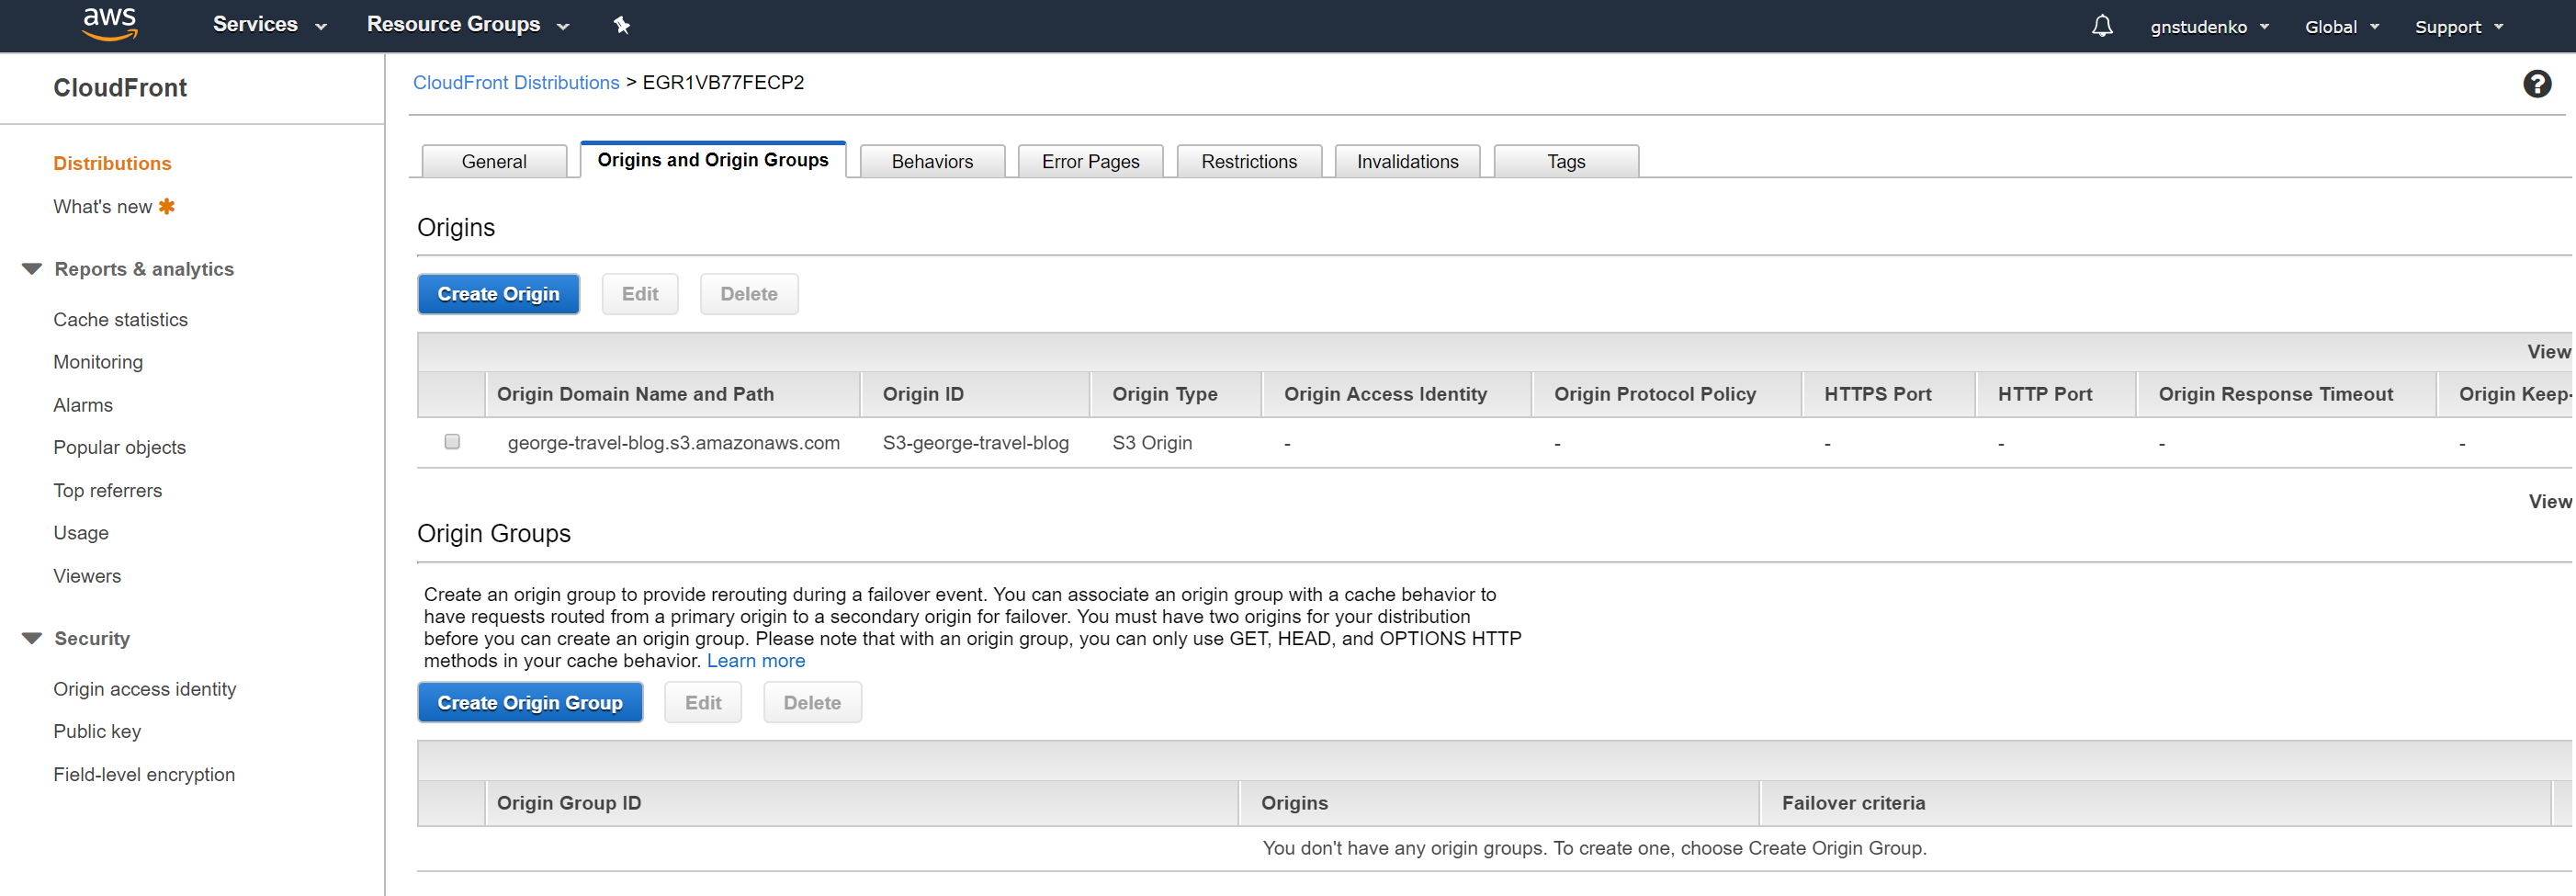 aws
Services
Resource Groups
gnstudenko
Global
Support
CloudFront
Distributions
What's new
Reports & analytics
Cache statistics
Monitoring
Alarms
Popular objects
Top referrers
Usage
Viewers
Security
Origin access identity
Public key
Field-level encryption
CloudFront Distributions > EGR1VB77FECP2
?
General
Origins and Origin Groups
Behaviors
Error Pages
Restrictions
Invalidations
Tags
Origins
Create Origin
Edit
Delete
View
Origin Domain Name and Path
Origin ID
Origin Type
Origin Access Identity
Origin Protocol Policy
HTTPS Port
HTTP Port
Origin Response Timeout
Origin Keep-
george-travel-blog.s3.amazonaws.com
S3-george-travel-blog
S3 Origin
-
-
-
-
-
-
View
Origin Groups
Create an origin group to provide rerouting during a failover event. You can associate an origin group with a cache behavior to
have requests routed from a primary origin to a secondary origin for failover. You must have two origins for your distribution
before you can create an origin group. Please note that with an origin group, you can only use GET, HEAD, and OPTIONS HTTP
methods in your cache behavior. Learn more
Create Origin Group
Edit
Delete
Origin Group ID
Origins
Failover criteria
You don't have any origin groups. To create one, choose Create Origin Group.